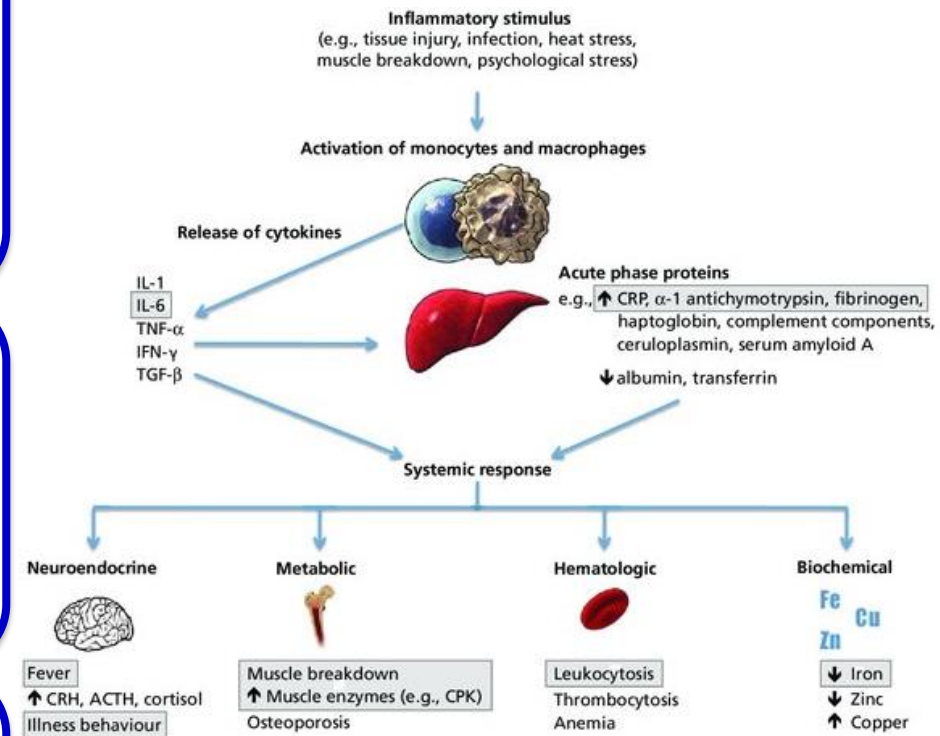 Inflammatory stimulus
(e.g., tissue injury, infection, heat stress,
muscle breakdown, psychological stress)
Activation of monocytes and macrophages
Release of cytokines
IL-1
IL-6
TNF-α
IFN-γ
TGF-β
Acute phase proteins
e.g., ↑ CRP, α-1 antichymotrypsin, fibrinogen,
haptoglobin, complement components,
ceruloplasmin, serum amyloid A
↓ albumin, transferrin
Systemic response
Neuroendocrine
Fever
↑ CRH, ACTH, cortisol
Illness behaviour
Metabolic
Muscle breakdown
↑ Muscle enzymes (e.g., CPK)
Osteoporosis
Hematologic
Leukocytosis
Thrombocytosis
Anemia
Biochemical
Fe
Cu
Zn
↓ Iron
↓ Zinc
↑ Copper